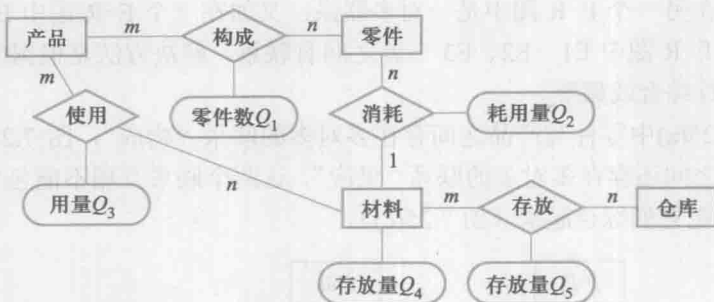 产品 m 构成 n 零件
m n
使用 零件数Q1 消耗 耗用量Q2
1
用量Q3 n 材料 m 存放 n 仓库
存放量Q4 存放量Q5